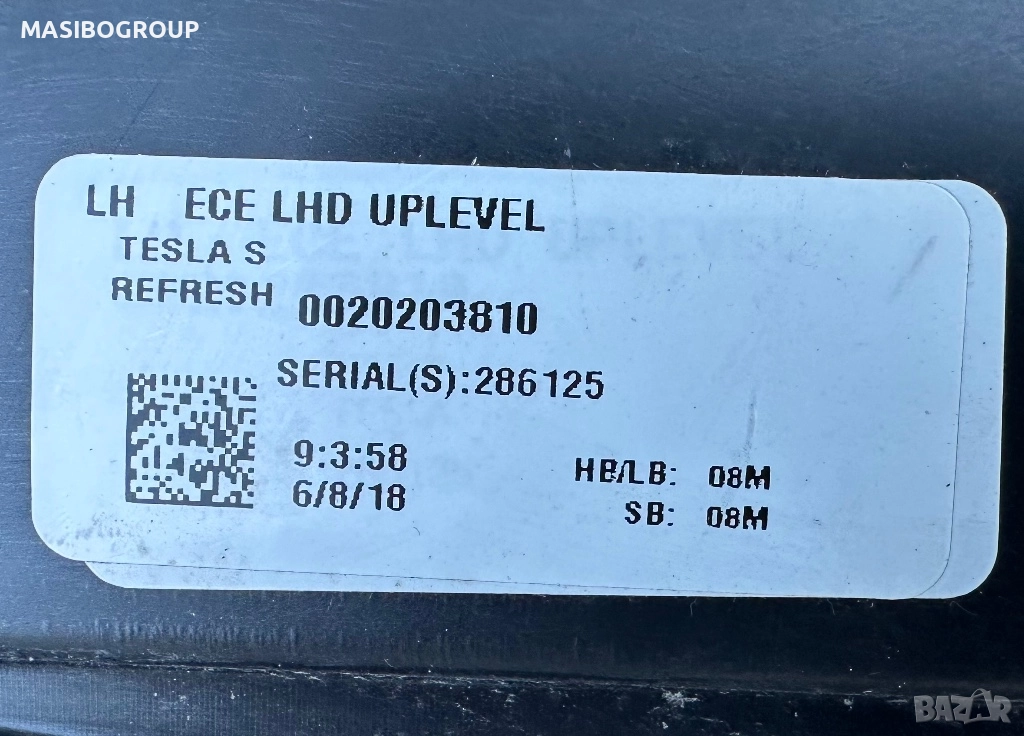 MASIBOGROUP
LH ECE LHD UPLEVEL
TESLA S
REFRESH 0020203810
SERIAL(S):286125
9:3:58
6/8/18
HB/LB: 08M
SB: 08M
BAZAR